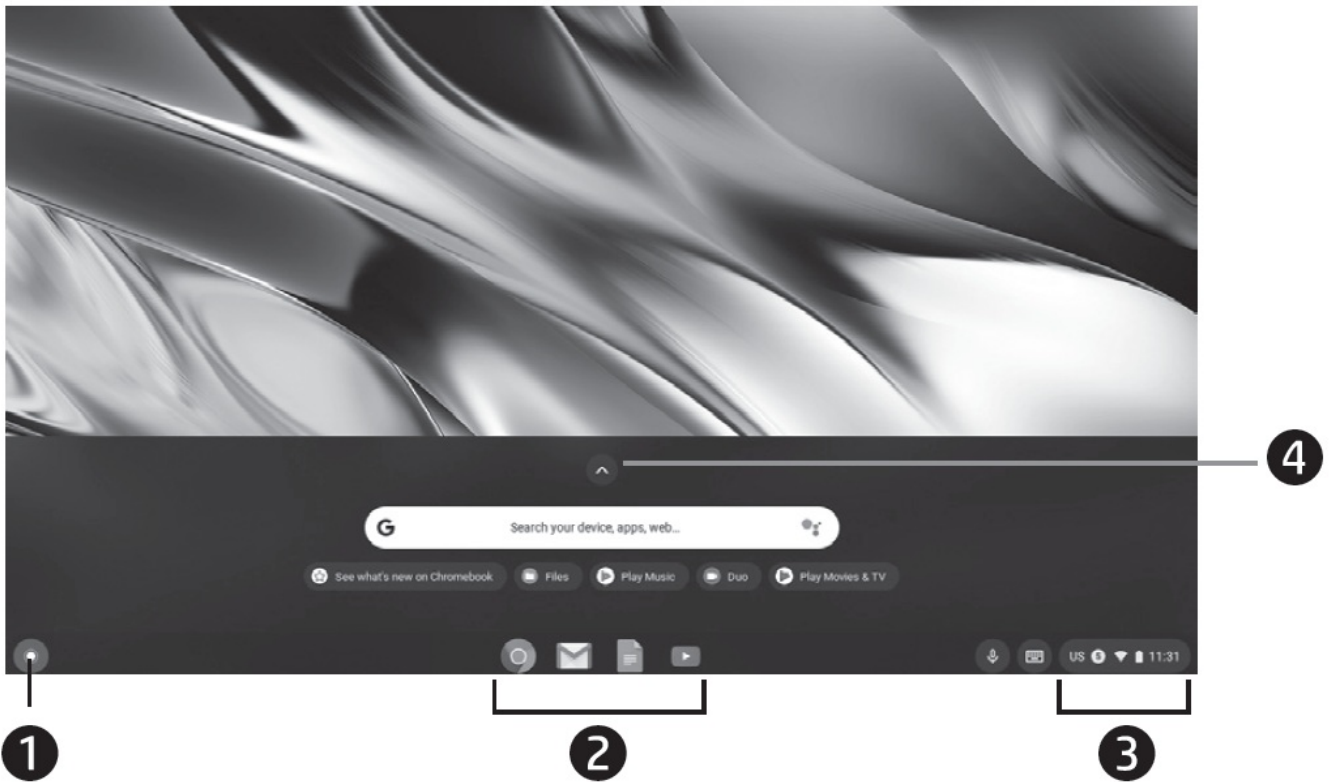 4
G Search your device, apps, web...
See what's new on Chromebook Files Play Music Duo Play Movies & TV
US 5 11:31
1 2 3